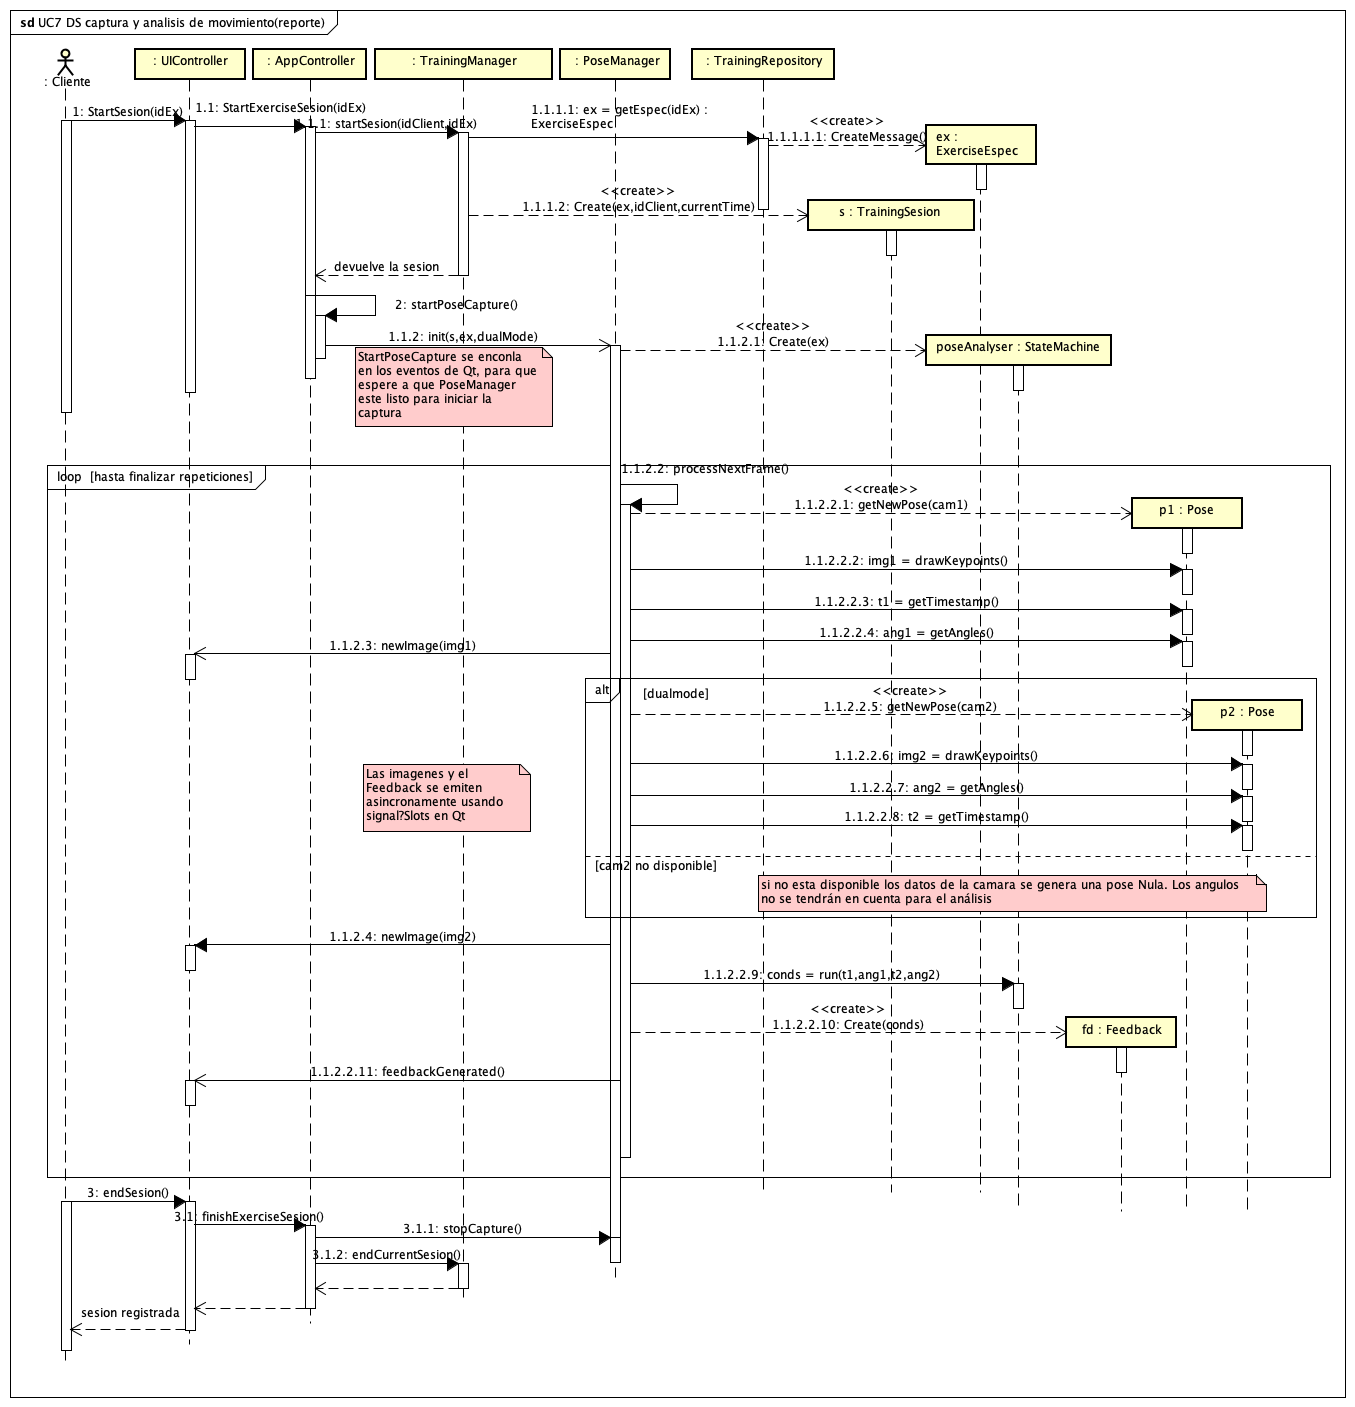 sd UC7 DS captura y analisis de movimiento(reporte)
: Cliente
: UIController
: AppController
: TrainingManager
: PoseManager
: TrainingRepository
1: StartSesion(idEx)
1.1: StartExerciseSesion(idEx)
1.1.1: startSesion(idClient,idEx)
1.1.1.1: ex = getEspec(idEx) :
ExerciseEspec
<<create>>
1.1.1.1.1: CreateMessage()
ex :
ExerciseEspec
<<create>>
1.1.1.2: Create(ex,idClient,currentTime)
s : TrainingSesion
devuelve la sesion
2: startPoseCapture()
1.1.2: init(s,ex,dualMode)
<<create>>
1.1.2.1: Create(ex)
poseAnalyser : StateMachine
StartPoseCapture se enconla
en los eventos de Qt, para que
espere a que PoseManager
este listo para iniciar la
captura
loop [hasta finalizar repeticiones]
1.1.2.2: processNextFrame()
<<create>>
1.1.2.2.1: getNewPose(cam1)
p1 : Pose
1.1.2.2.2: img1 = drawKeypoints()
1.1.2.2.3: t1 = getTimestamp()
1.1.2.2.4: ang1 = getAngles()
1.1.2.3: newImage(img1)
alt
[dualmode]
<<create>>
1.1.2.2.5: getNewPose(cam2)
p2 : Pose
1.1.2.2.6: img2 = drawKeypoints()
1.1.2.2.7: ang2 = getAngles()
1.1.2.2.8: t2 = getTimestamp()
Las imagenes y el
Feedback se emiten
asincronamente usando
signal?Slots en Qt
[cam2 no disponible]
si no esta disponible los datos de la camara se genera una pose Nula. Los angulos
no se tendrán en cuenta para el análisis
1.1.2.4: newImage(img2)
1.1.2.2.9: conds = run(t1,ang1,t2,ang2)
<<create>>
1.1.2.2.10: Create(conds)
fd : Feedback
1.1.2.2.11: feedbackGenerated()
3: endSesion()
3.1: finishExerciseSesion()
3.1.1: stopCapture()
3.1.2: endCurrentSesion()
sesion registrada